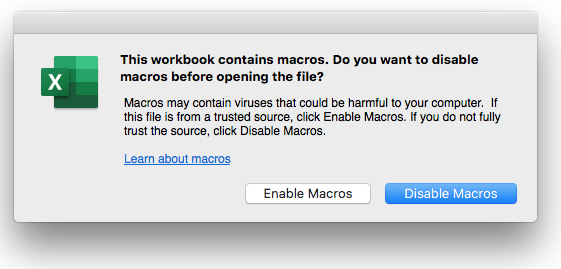 This workbook contains macros. Do you want to disable
macros before opening the file?
Macros may contain viruses that could be harmful to your computer.  If
this file is from a trusted source, click Enable Macros. If you do not fully
trust the source, click Disable Macros.
Learn about macros
Enable Macros
Disable Macros
X